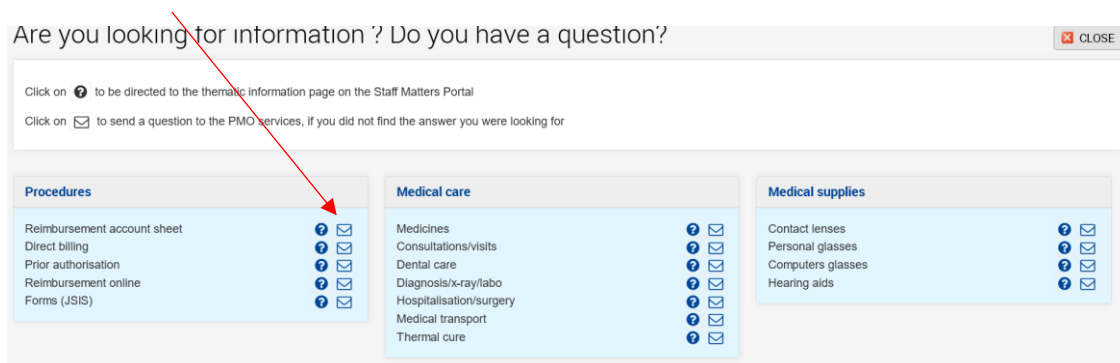 Are you looking for information ? Do you have a question?
CLOSE
Click on ? to be directed to the thematic information page on the Staff Matters Portal
Click on to send a question to the PMO services, if you did not find the answer you were looking for
Procedures
Reimbursement account sheet
Direct billing
Prior authorisation
Reimbursement online
Forms (JSIS)
Medical care
Medicines
Consultations/visits
Dental care
Diagnosis/x-ray/labo
Hospitalisation/surgery
Medical transport
Thermal cure
Medical supplies
Contact lenses
Personal glasses
Computers glasses
Hearing aids